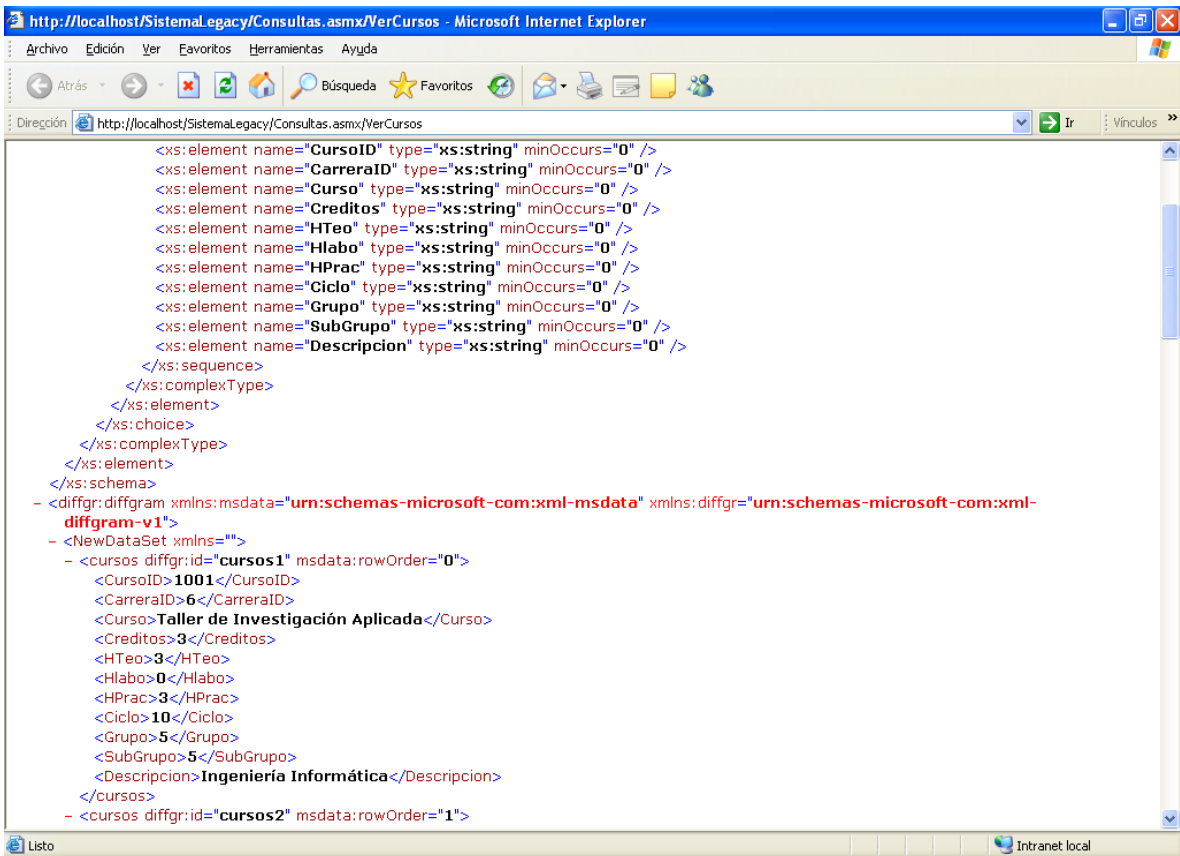 http://localhost/SistemaLegacy/Consultas.asmx/VerCursos - Microsoft Internet Explorer
Archivo Edición Ver Favoritos Herramientas Ayuda
Atrás Búsqueda Favoritos
Dirección http://localhost/SistemaLegacy/Consultas.asmx/VerCursos Ir Vínculos »
<xs:element name="CursoID" type="xs:string" minOccurs="0" />
<xs:element name="CarreraID" type="xs:string" minOccurs="0" />
<xs:element name="Curso" type="xs:string" minOccurs="0" />
<xs:element name="Creditos" type="xs:string" minOccurs="0" />
<xs:element name="HTeo" type="xs:string" minOccurs="0" />
<xs:element name="Hlabo" type="xs:string" minOccurs="0" />
<xs:element name="HPrac" type="xs:string" minOccurs="0" />
<xs:element name="Ciclo" type="xs:string" minOccurs="0" />
<xs:element name="Grupo" type="xs:string" minOccurs="0" />
<xs:element name="SubGrupo" type="xs:string" minOccurs="0" />
<xs:element name="Descripcion" type="xs:string" minOccurs="0" />
</xs:sequence>
</xs:complexType>
</xs:element>
</xs:choice>
</xs:complexType>
</xs:element>
</xs:schema>
- <diffgr:diffgram xmlns:msdata="urn:schemas-microsoft-com:xml-msdata" xmlns:diffgr="urn:schemas-microsoft-com:xml-
diffgram-v1">
- <NewDataSet xmlns="">
- <cursos diffgr:id="cursos1" msdata:rowOrder="0">
<CursoID>1001</CursoID>
<CarreraID>6</CarreraID>
<Curso>Taller de Investigación Aplicada</Curso>
<Creditos>3</Creditos>
<HTeo>3</HTeo>
<Hlabo>0</Hlabo>
<HPrac>3</HPrac>
<Ciclo>10</Ciclo>
<Grupo>5</Grupo>
<SubGrupo>5</SubGrupo>
<Descripcion>Ingeniería Informática</Descripcion>
</cursos>
- <cursos diffgr:id="cursos2" msdata:rowOrder="1">
Listo Intranet local